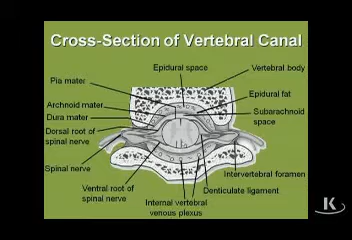 Cross-Section of Vertebral Canal
Epidural space
Vertebral body
Pia mater
Epidural fat
Archnoid mater
Subarachnoid
space
Dura mater
Dorsal root of
spinal nerve
Spinal nerve
Intervertebral foramen
Ventral root of
spinal nerve
Denticulate ligament
Internal vertebral
venous plexus
K